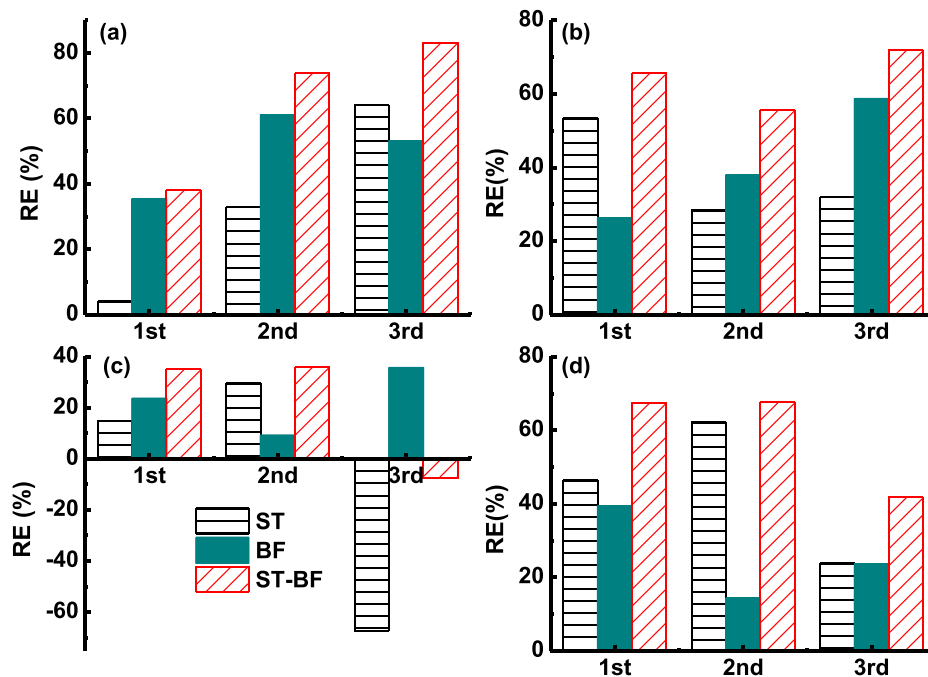 (a)
RE (%)
80
60
40
20
0
1st 2nd 3rd
(b)
RE(%)
80
60
40
20
0
1st 2nd 3rd
(c)
RE (%)
40
20
0
-20
-40
-60
1st 2nd 3rd
ST
BF
ST-BF
(d)
RE(%)
80
60
40
20
0
1st 2nd 3rd